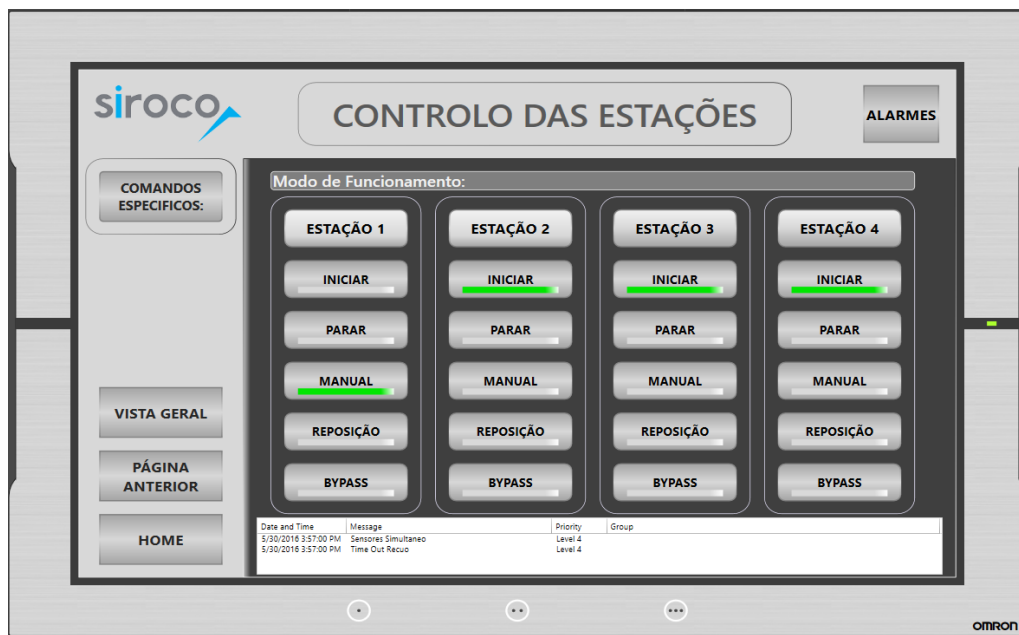 siroco
CONTROLO DAS ESTAÇÕES
ALARMES
COMANDOS
ESPECIFICOS:
Modo de Funcionamento:
ESTAÇÃO 1
ESTAÇÃO 2
ESTAÇÃO 3
ESTAÇÃO 4
INICIAR
INICIAR
INICIAR
INICIAR
PARAR
PARAR
PARAR
PARAR
MANUAL
MANUAL
MANUAL
MANUAL
REPOSIÇÃO
REPOSIÇÃO
REPOSIÇÃO
REPOSIÇÃO
BYPASS
BYPASS
BYPASS
BYPASS
VISTA GERAL
PÁGINA
ANTERIOR
HOME
Date and Time Message Priority Group
5/30/2016 3:57:00 PM Sensores Simultaneo Level 4
5/30/2016 3:57:00 PM Time Out Recuo Level 4
OMRON